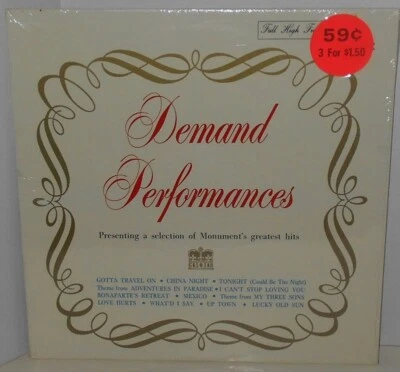 Full High
59¢
3 For $1.50
Demand
Performances
Presenting a selection of Monument's greatest hits
GOTTA TRAVEL ON • CHINA NIGHT • TONIGHT (Could Be The Night)
Theme from ADVENTURES IN PARADISE • I CAN'T STOP LOVING YOU
BONAPARTE'S RETREAT • MEXICO • Theme from MY THREE SONS
LOVE HURTS • WHAT'D I SAY • UP TOWN • LUCKY OLD SUN